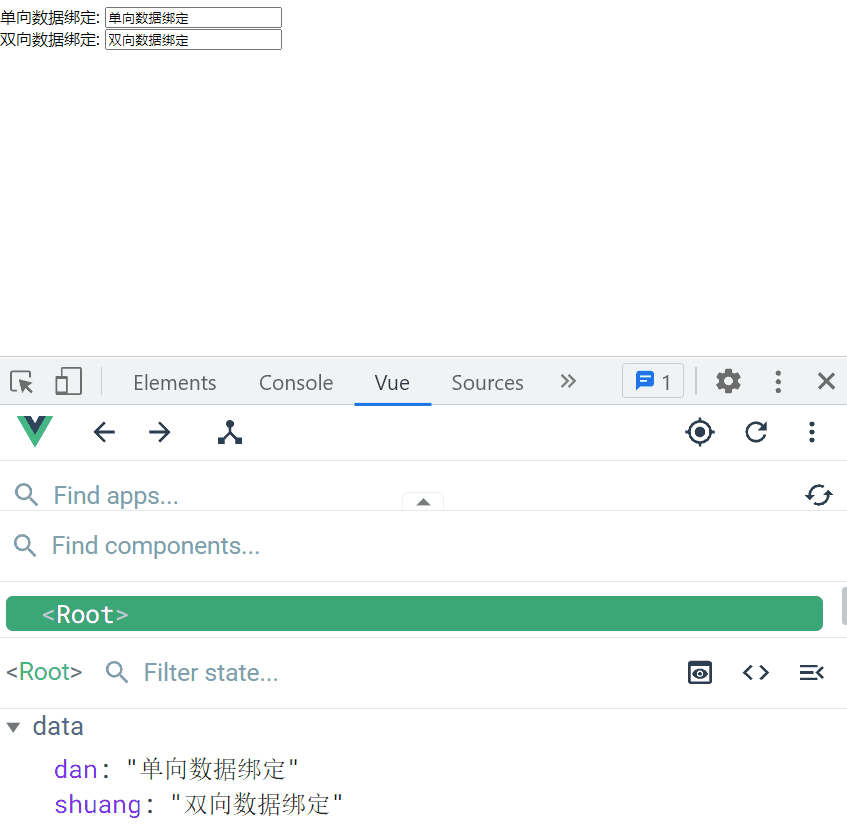 单向数据绑定: 单向数据绑定
双向数据绑定: 双向数据绑定
Elements Console Vue Sources 1
Find apps...
Find components...
<Root>
<Root> Filter state...
data
dan: "单向数据绑定"
shuang: "双向数据绑定"